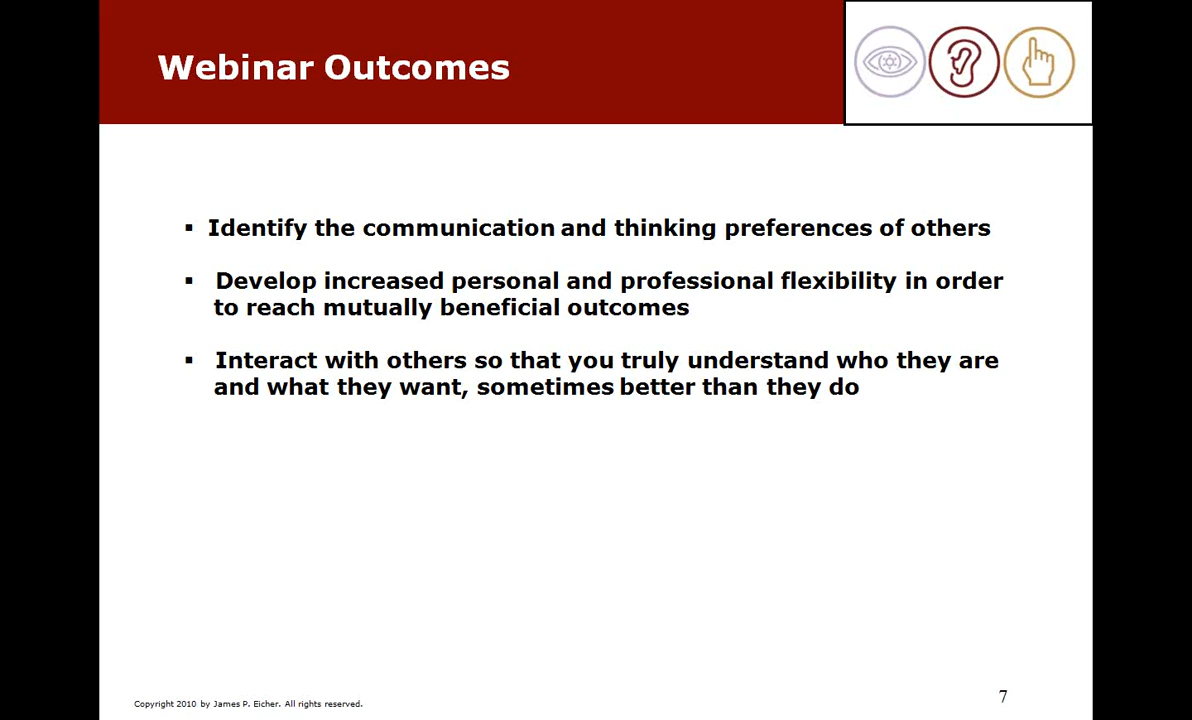 Webinar Outcomes
▪ Identify the communication and thinking preferences of others
▪ Develop increased personal and professional flexibility in order
to reach mutually beneficial outcomes
▪ Interact with others so that you truly understand who they are
and what they want, sometimes better than they do
Copyright 2010 by James P. Eicher. All rights reserved.
7